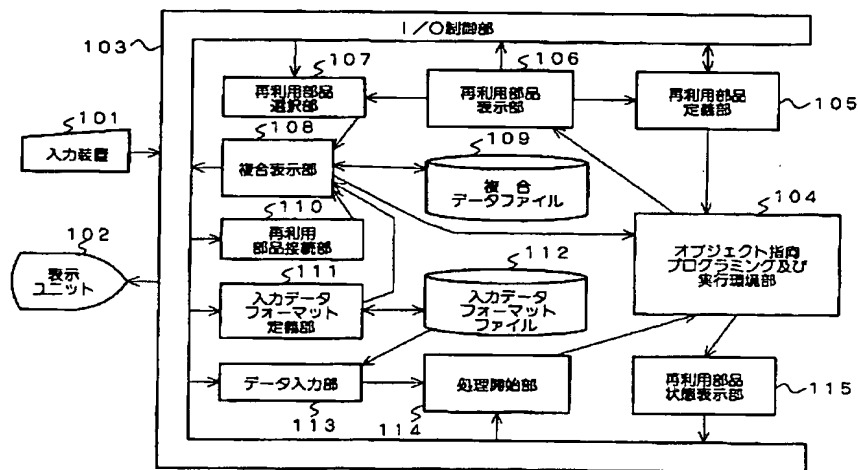 103
I/O制御部
107
再利用部品
選択部
106
再利用部品
表示部
再利用部品
定義部
105
101
入力装置
108
複合表示部
109
複 合
データファイル
104
オブジェクト指向
プログラミング及び
実行環境部
110
再利用
部品接続部
102
表示
ユニット
111
入力データ
フォーマット
定義部
112
入力データ
フォーマット
ファイル
データ入力部
113
処理開始部
114
再利用部品
状態表示部
115